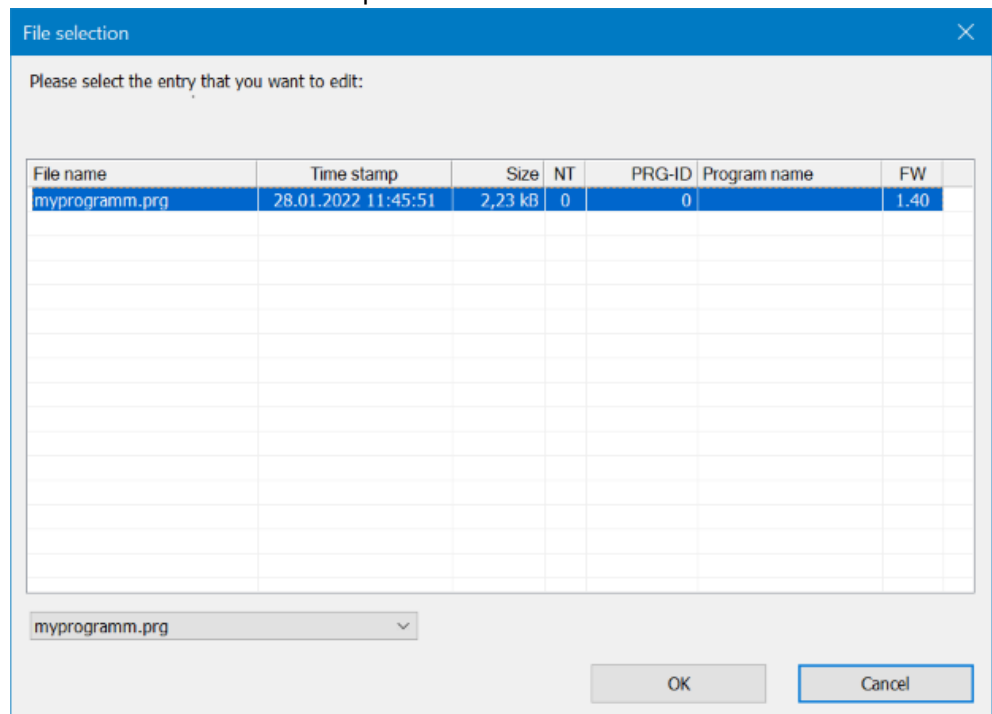 File selection
Please select the entry that you want to edit:
File name Time stamp Size NT PRG-ID Program name FW
myprogramm.prg 28.01.2022 11:45:51 2,23 kB 0 0 1.40
myprogramm.prg
OK Cancel